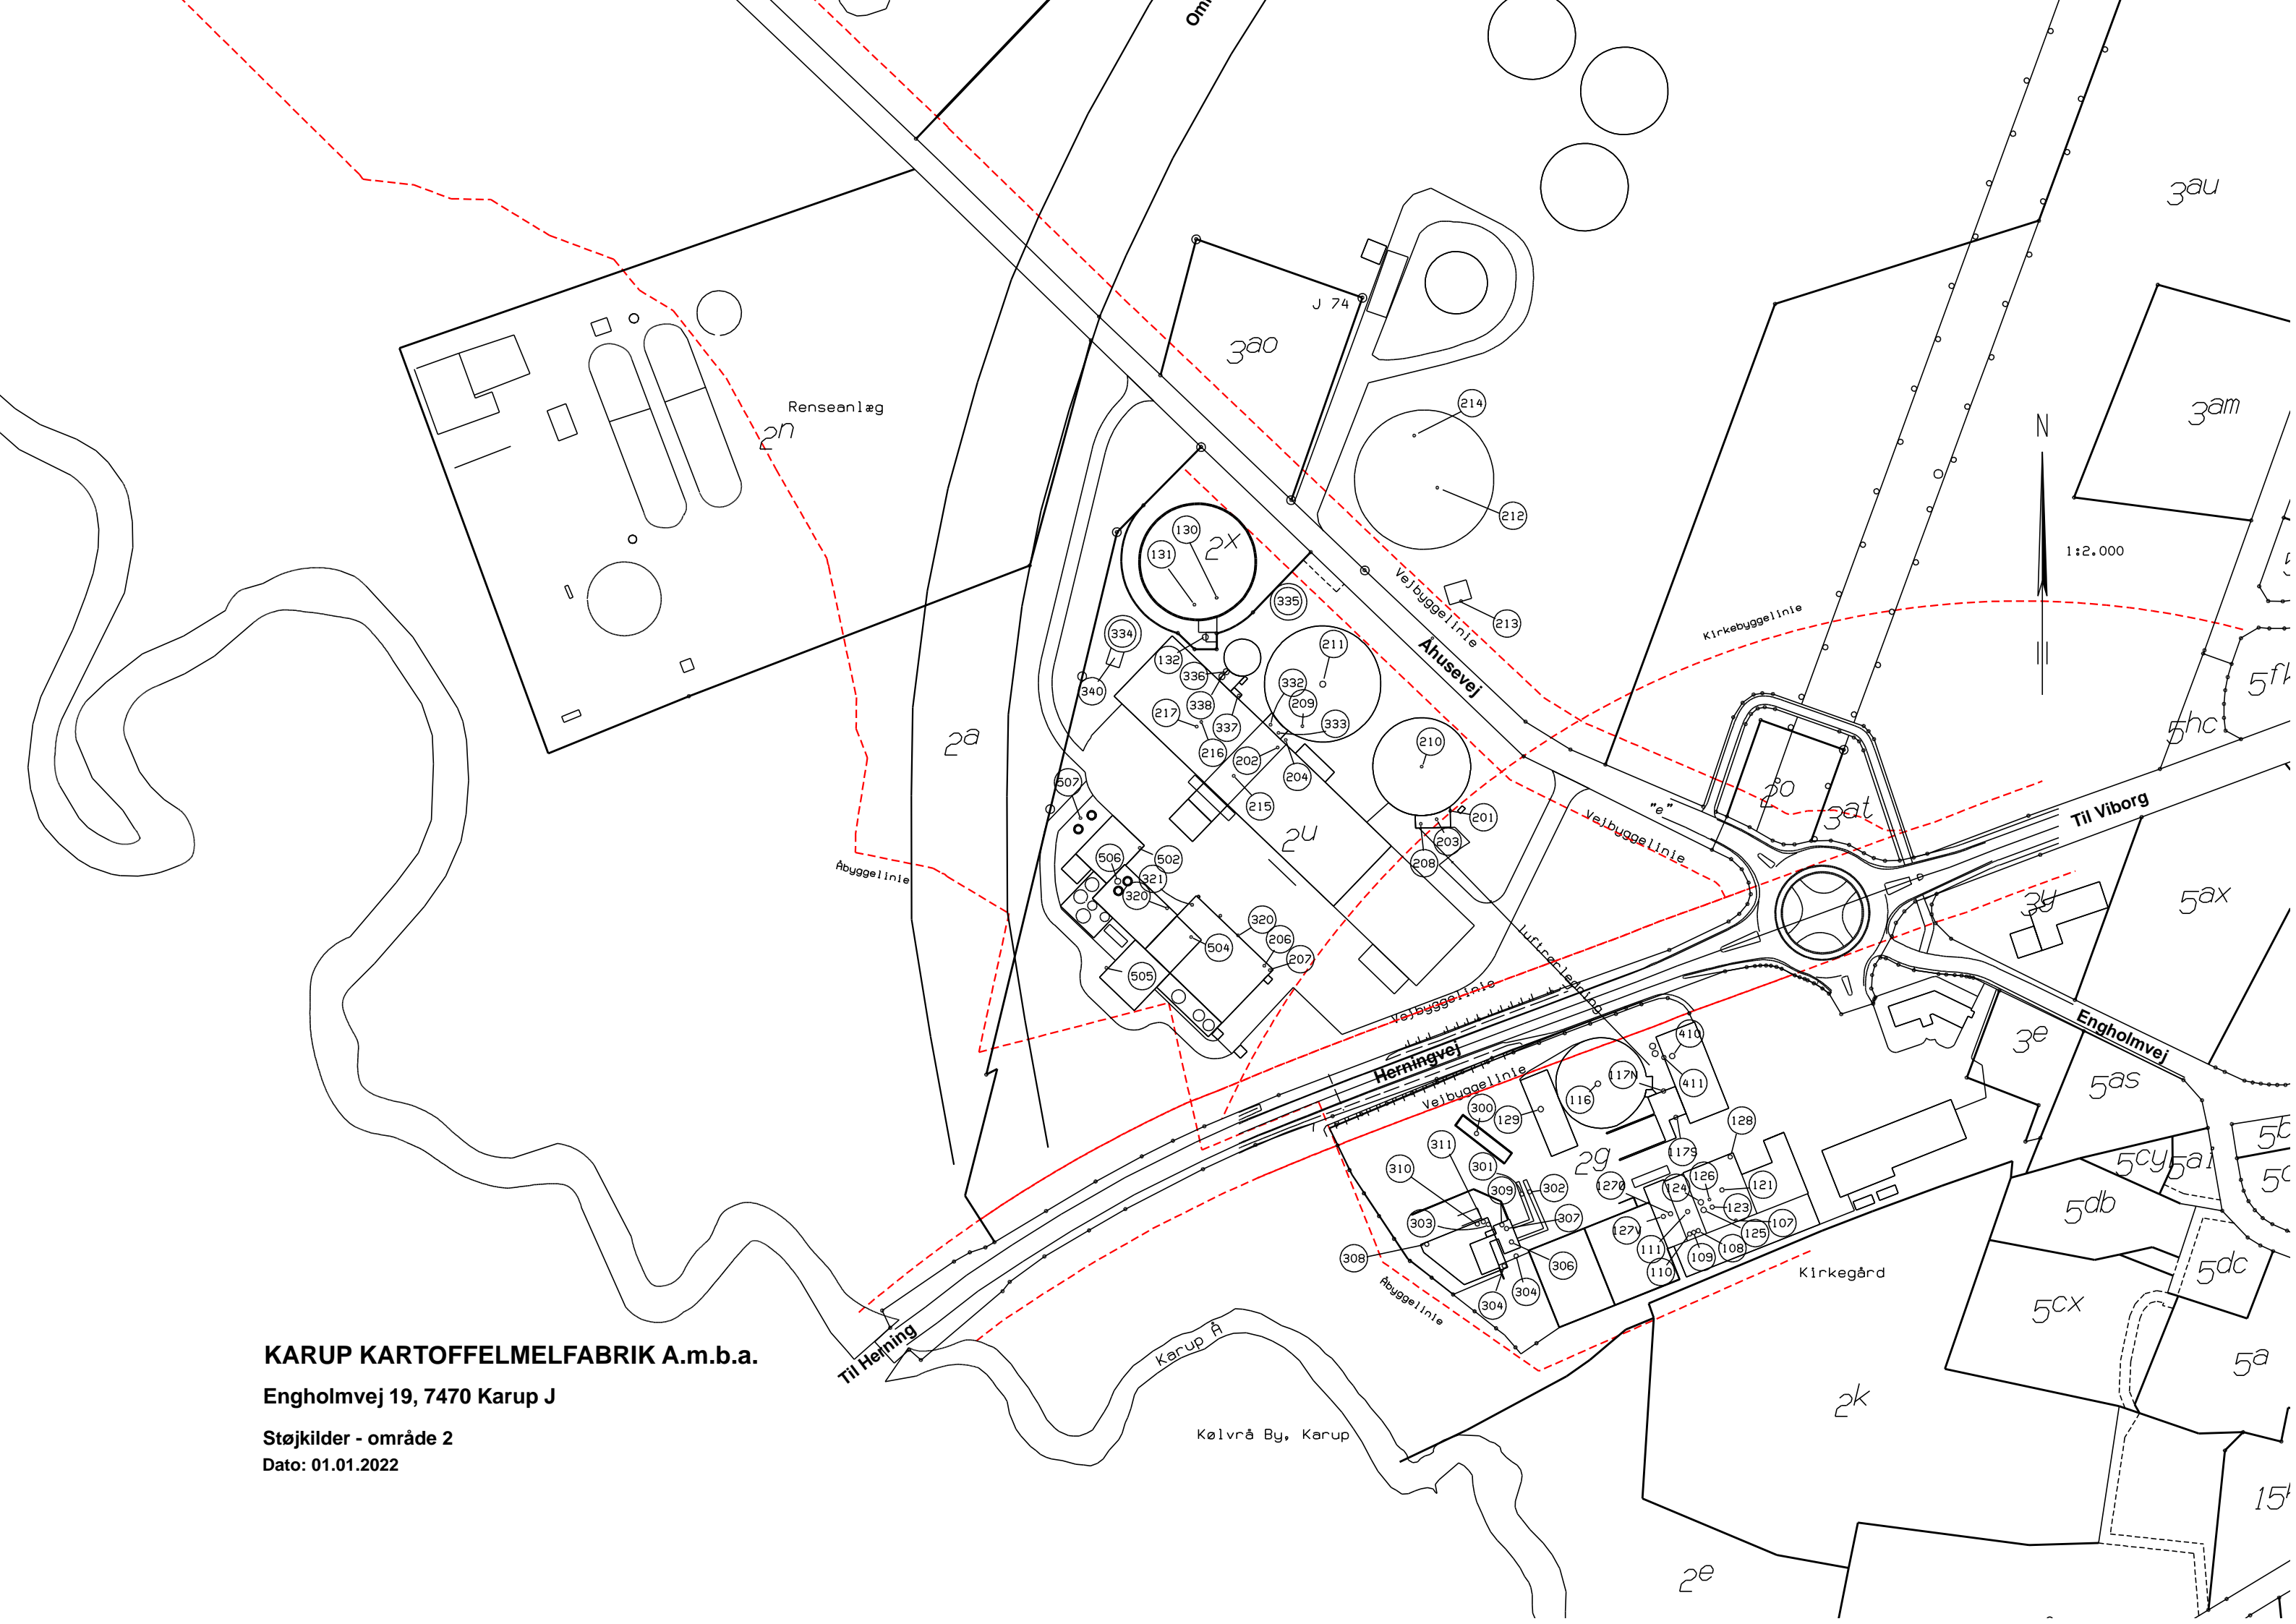 3au
J 74
3ao
214
Renseanlæg
2n
3am
N
212
130
2x
131
1:2.000
Vejbyggelinie
335
Kirkebyggelinie
213
334
211
132
Åhusevej
336
332
340
209
338
217
333
337
5hc
216
210
202
2a
204
507
2o
215
"e"
3at
Til Viborg
201
2u
Vejbyggelinie
203
506
502
208
Åbyggelinie
321
320
3y
5ax
320
206
504
207
luftrørledning
505
Vejbyggelinie
Engholmvej
410
3e
Herningvej
117N
411
5as
Vejbyggelinie
116
300
129
128
311
117S
2g
5cy
5al
310
301
126
127Ø
124
121
309
302
5db
303
307
123
107
127V
125
111
108
308
109
306
110
Kirkegård
5dc
Åbyggelinie
304
304
5cx
Karup Å
Til Herning
5a
KARUP KARTOFFELMELFABRIK A.m.b.a.
Engholmvej 19, 7470 Karup J
2k
Kølvrå By, Karup
Støjkilder - område 2
Dato: 01.01.2022
2e